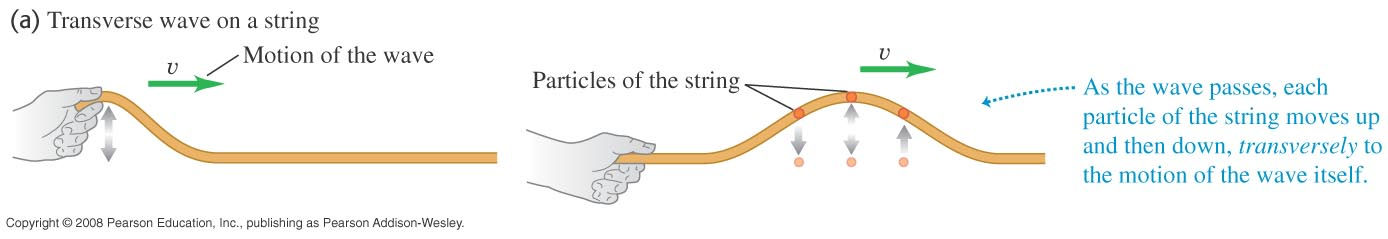 (a) Transverse wave on a string
v
Motion of the wave
Particles of the string
v
As the wave passes, each
particle of the string moves up
and then down, transversely to
the motion of the wave itself.
Copyright © 2008 Pearson Education, Inc., publishing as Pearson Addison-Wesley.